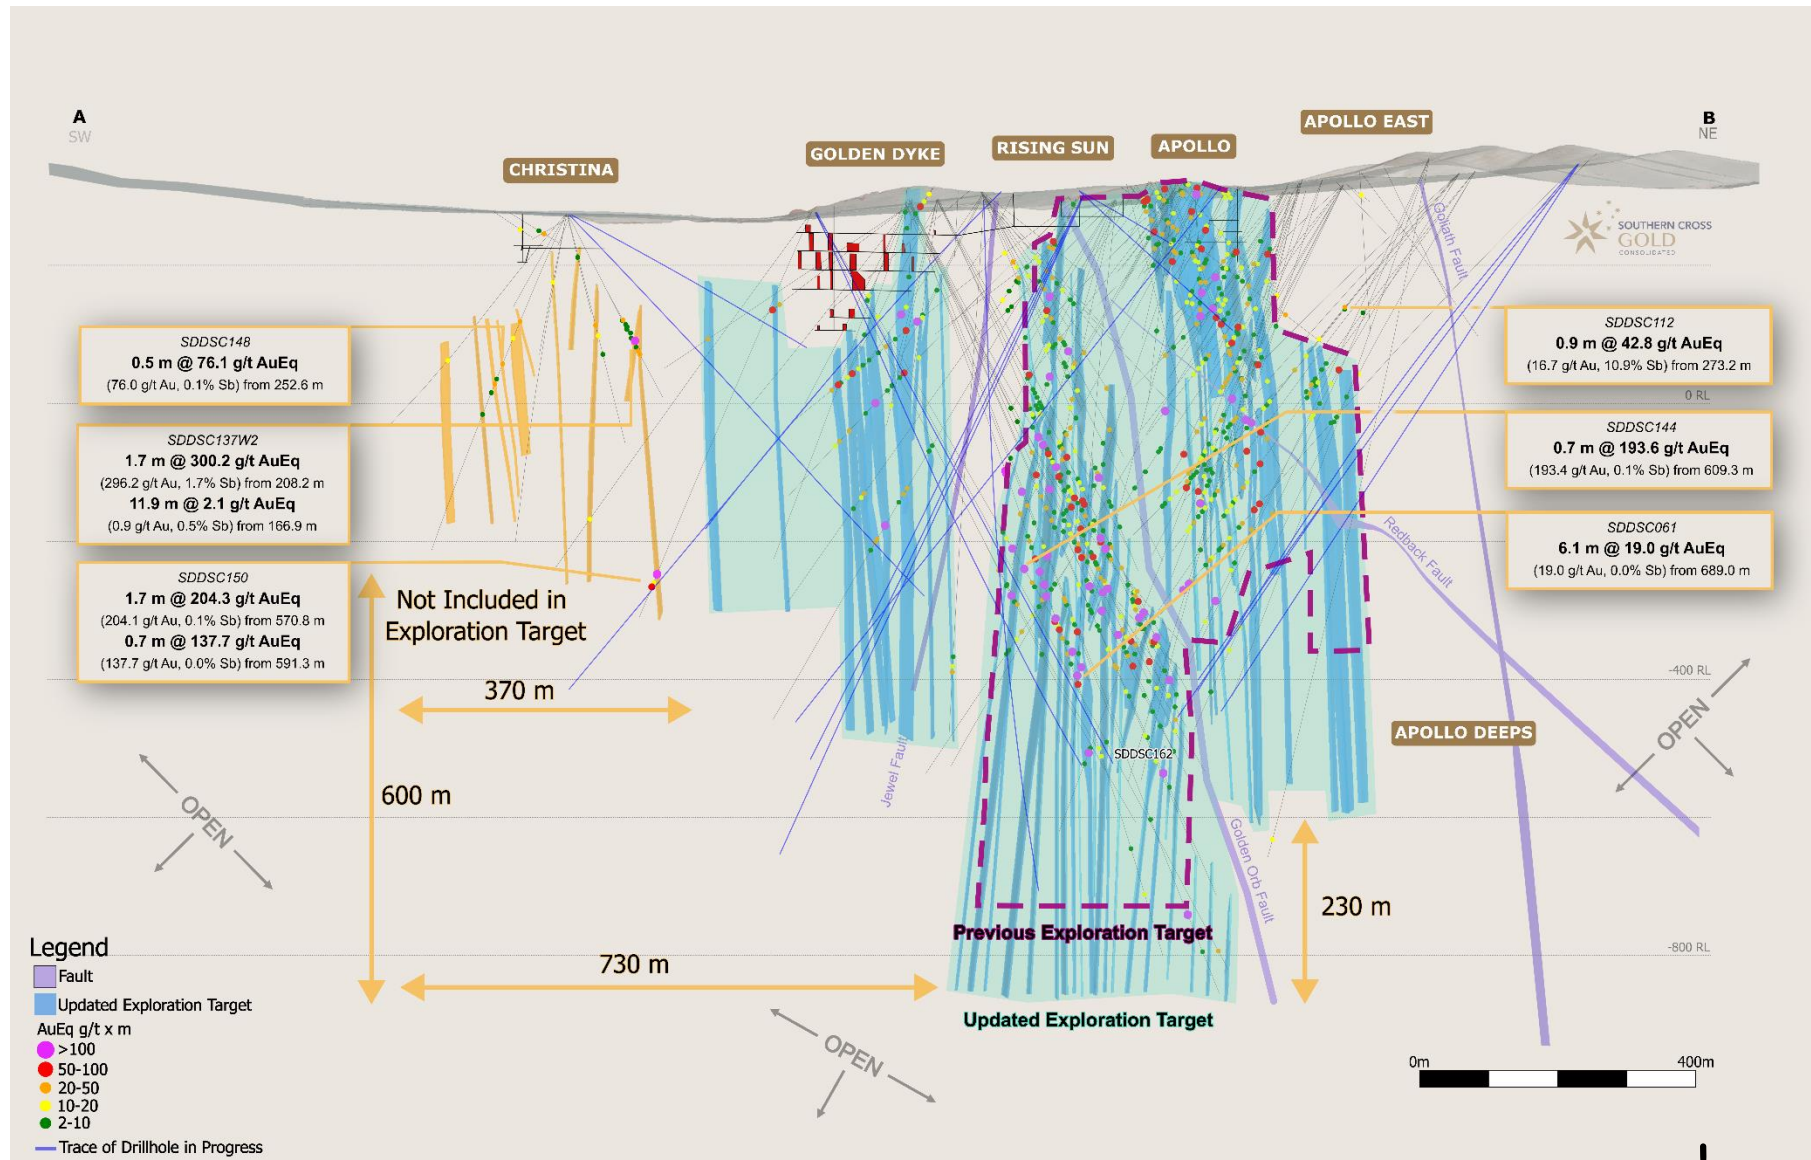 A
SW
B
NE
CHRISTINA
GOLDEN DYKE
RISING SUN
APOLLO
APOLLO EAST
SOUTHERN CROSS
GOLD
CONSOLIDATED
Goliath Fault
SDDSC148
0.5 m @ 76.1 g/t AuEq
(76.0 g/t Au, 0.1% Sb) from 252.6 m
SDDSC137W2
1.7 m @ 300.2 g/t AuEq
(296.2 g/t Au, 1.7% Sb) from 208.2 m
11.9 m @ 2.1 g/t AuEq
(0.9 g/t Au, 0.5% Sb) from 166.9 m
SDDSC150
1.7 m @ 204.3 g/t AuEq
(204.1 g/t Au, 0.1% Sb) from 570.8 m
0.7 m @ 137.7 g/t AuEq
(137.7 g/t Au, 0.0% Sb) from 591.3 m
SDDSC112
0.9 m @ 42.8 g/t AuEq
(16.7 g/t Au, 10.9% Sb) from 273.2 m
0 RL
SDDSC144
0.7 m @ 193.6 g/t AuEq
(193.4 g/t Au, 0.1% Sb) from 609.3 m
SDDSC061
6.1 m @ 19.0 g/t AuEq
(19.0 g/t Au, 0.0% Sb) from 689.0 m
Redback Fault
Not Included in
Exploration Target
370 m
-400 RL
APOLLO DEEPS
OPEN
SDDSC162
Jewel Fault
600 m
OPEN
Golden Orb Fault
230 m
Previous Exploration Target
730 m
-800 RL
Updated Exploration Target
OPEN
Legend
Fault
Updated Exploration Target
AuEq g/t x m
>100
50-100
20-50
10-20
2-10
Trace of Drillhole in Progress
0m
400m